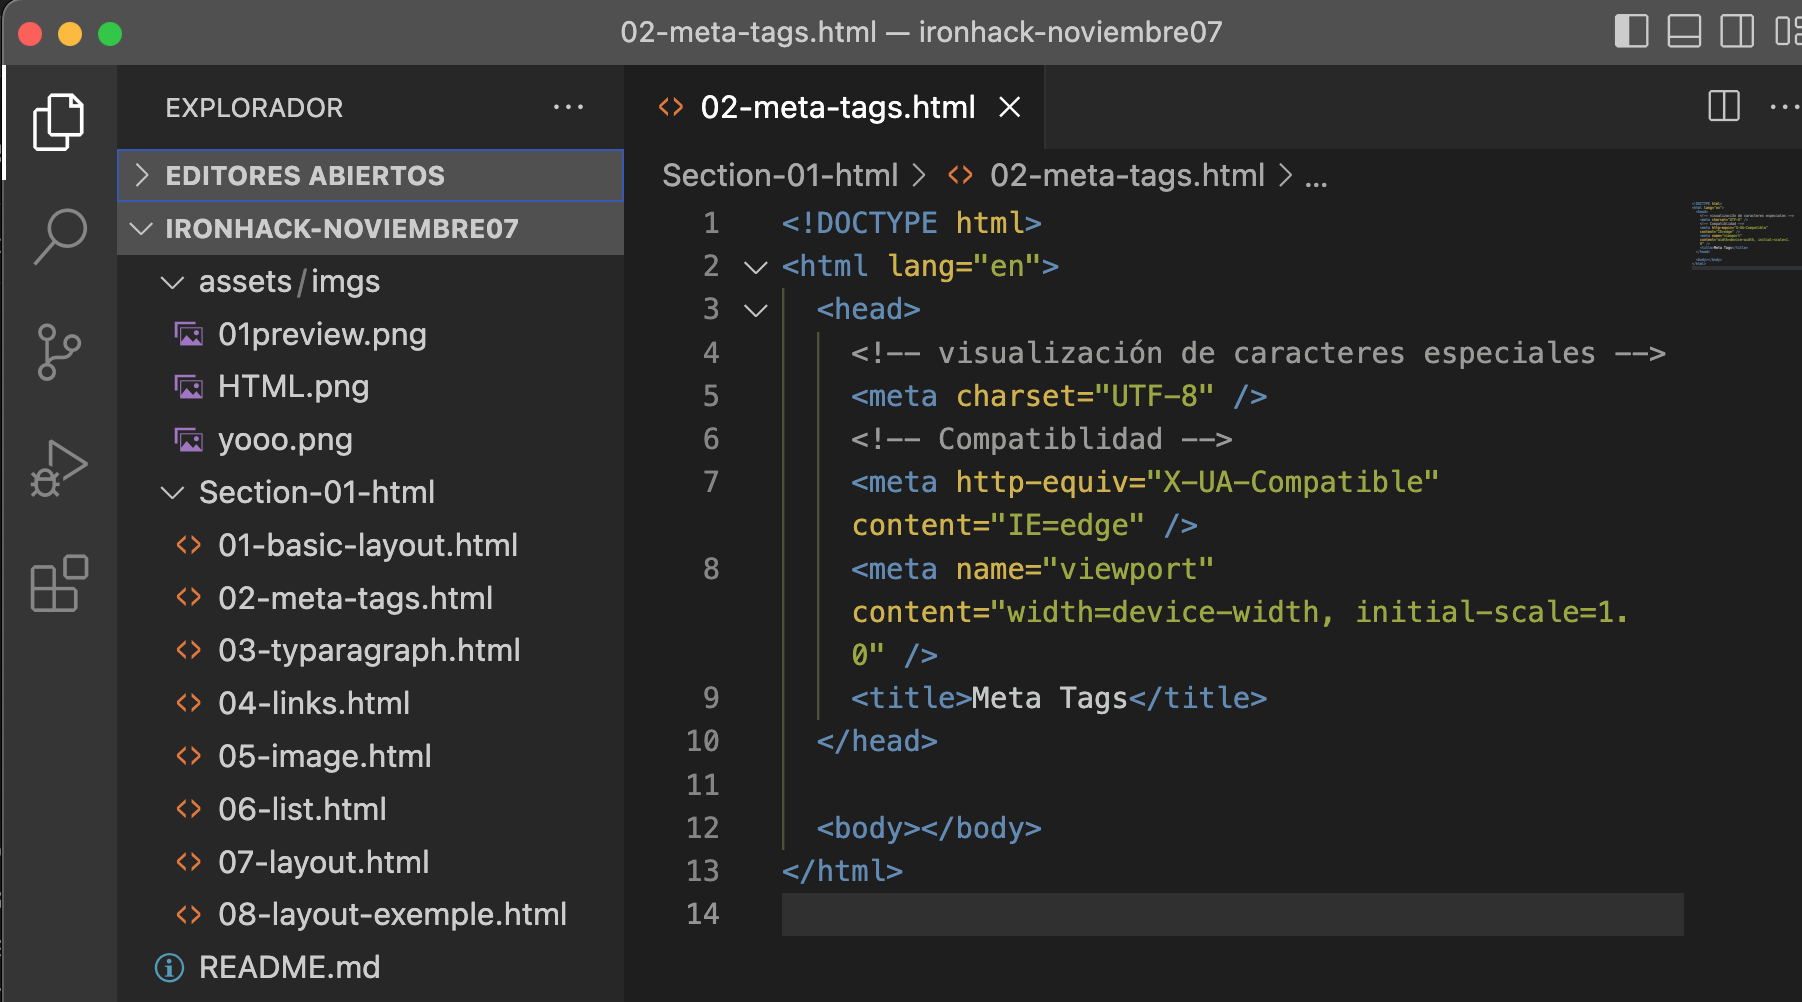 02-meta-tags.html — ironhack-noviembre07
EXPLORADOR
EDITORES ABIERTOS
IRONHACK-NOVIEMBRE07
assets/imgs
01preview.png
HTML.png
yooo.png
Section-01-html
01-basic-layout.html
02-meta-tags.html
03-typaragraph.html
04-links.html
05-image.html
06-list.html
07-layout.html
08-layout-exemple.html
README.md
02-meta-tags.html
Section-01-html > 02-meta-tags.html > ...
1 <!DOCTYPE html>
2 <html lang="en">
3 <head>
4 <!-- visualización de caracteres especiales -->
5 <meta charset="UTF-8" />
6 <!-- Compatiblidad -->
7 <meta http-equiv="X-UA-Compatible"
content="IE=edge" />
8 <meta name="viewport"
content="width=device-width, initial-scale=1.
0" />
9 <title>Meta Tags</title>
10 </head>
11
12 <body></body>
13 </html>
14